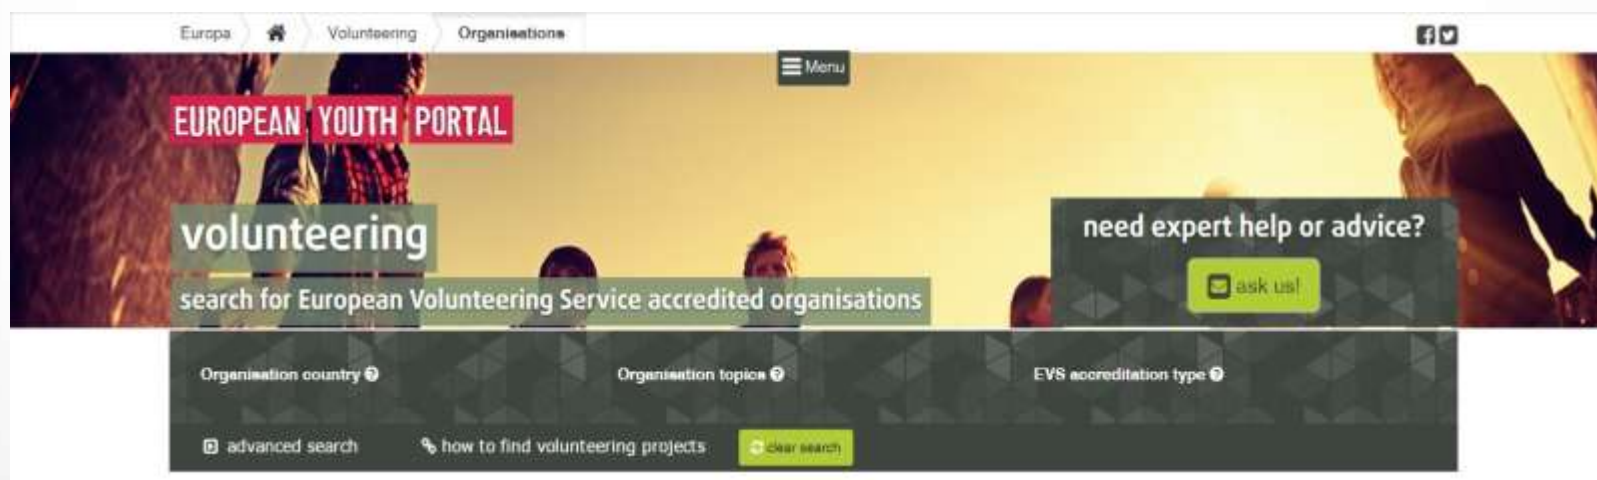 Europa
Volunteering
Organisations
Menu
EUROPEAN YOUTH PORTAL
volunteering
need expert help or advice?
ask us!
search for European Volunteering Service accredited organisations
Organisation country
Organisation topics
EVS accreditation type
advanced search
how to find volunteering projects
clear search